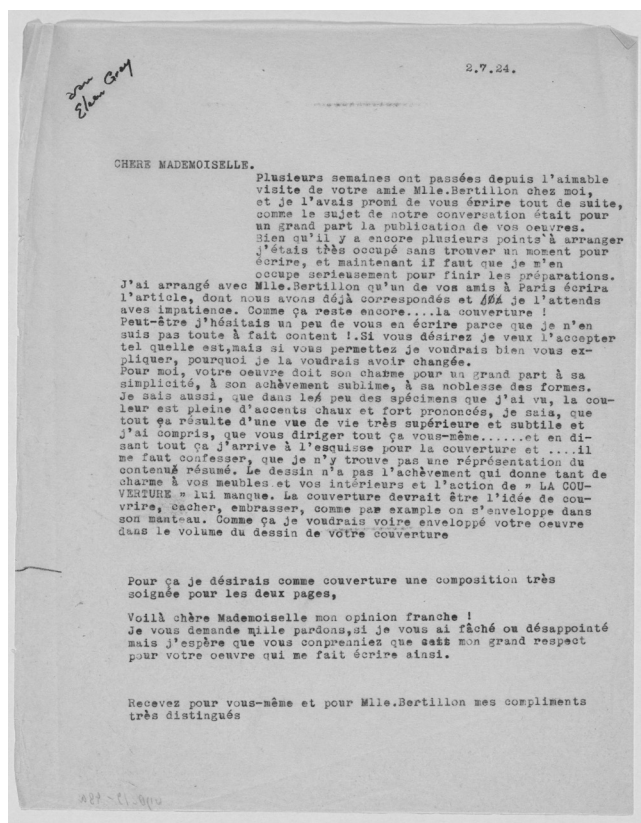 aan
Eileen Gray
2.7.24.
CHERE MADEMOISELLE.
Plusieurs semaines ont passées depuis l'aimable
visite de votre amie Mlle.Bertillon chez moi,
et je l'avais promi de vous écrire tout de suite,
comme le sujet de notre conversation était pour
un grand part la publication de vos oeuvres.
Bien qu'il y a encore plusieurs points à arranger
j'étais très occupé sans trouver un moment pour
écrire, et maintenant il faut que je m'en
occupe serieusement pour finir les préparations.
J'ai arrangé avec Mlle.Bertillon qu'un de vos amis à Paris écrira
l'article, dont nous avons déjà correspondés et je l'attends
aves impatience. Comme ça reste encore....la couverture !
Peut-être j'hésitais un peu de vous en écrire parce que je n'en
suis pas toute à fait content !.Si vous désirez je veux l'accepter
tel quelle est,mais si vous permettez je voudrais bien vous ex-
pliquer, pourquoi je la voudrais avoir changée.
Pour moi, votre oeuvre doit son charme pour un grand part à sa
simplicité, à son achèvement sublime, à sa noblesse des formes.
Je sais aussi, que dans le peu des spécimens que j'ai vu, la cou-
leur est pleine d'accents chaux et fort prononcés, je saia, que
tout ça résulte d'une vue de vie très supérieure et subtile et
j'ai compris, que vous diriger tout ça vous-même......et en di-
sant tout ça j'arrive à l'esquisse pour la couverture et ....il
me faut confesser, que je n'y trouve pas une réprésentation du
contenu résumé. Le dessin n'a pas l'achèvement qui donne tant de
charme à vos meubles et vos intérieurs et l'action de " LA COU-
VERTURE " lui manque. La couverture devrait être l'idée de cou-
vrire, cacher, embrasser, comme par example on s'enveloppe dans
son manteau. Comme ça je voudrais voire enveloppé votre oeuvre
dans le volume du dessin de votre couverture
Pour ça je désirais comme couverture une composition très
soignée pour les deux pages,
Voilà chère Mademoiselle mon opinion franche !
Je vous demande mille pardons,si je vous ai fâché ou désappointé
mais j'espère que vous conprenniez que mon grand respect
pour votre oeuvre qui me fait écrire ainsi.
Recevez pour vous-même et pour Mlle.Bertillon mes compliments
très distingués